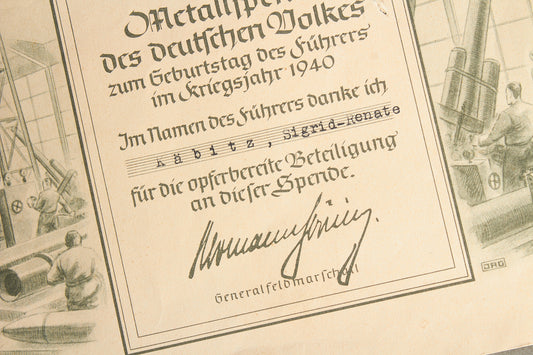 Metallspen
des deutschen Volkes
zum Geburtstag des Führers
im Kriegsjahr 1940
Im Namen des Führers danke ich
Käbitz, Sigrid-Renate
für die opferbereite Beteiligung
an dieser Spende.
Hermann Göring.
Generalfeldmarschall